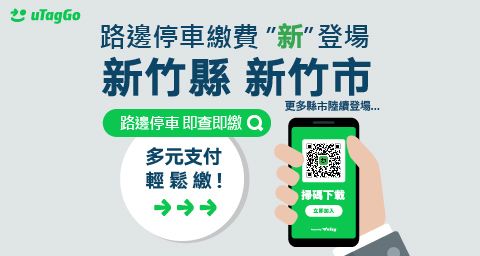 uTagGo
路邊停車繳費 "新" 登場
新竹縣 新竹市
更多縣市陸續登場...
路邊停車 即查即繳
多元支付
輕鬆繳!
掃碼下載
立即加入